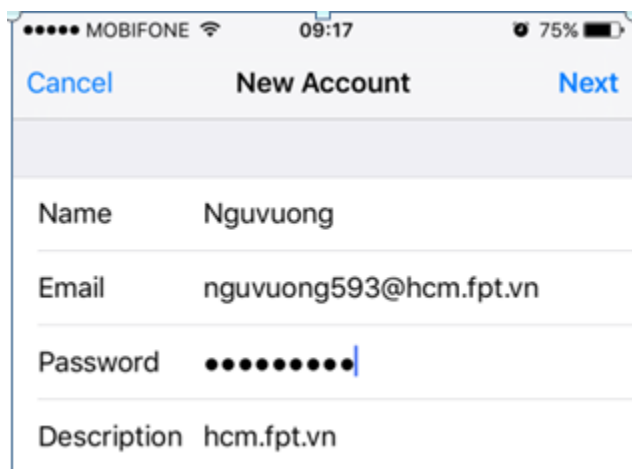 ●●●●● MOBIFONE 09:17 75%
Cancel New Account Next
Name Nguvuong
Email nguvuong593@hcm.fpt.vn
Password ●●●●●●●●●
Description hcm.fpt.vn